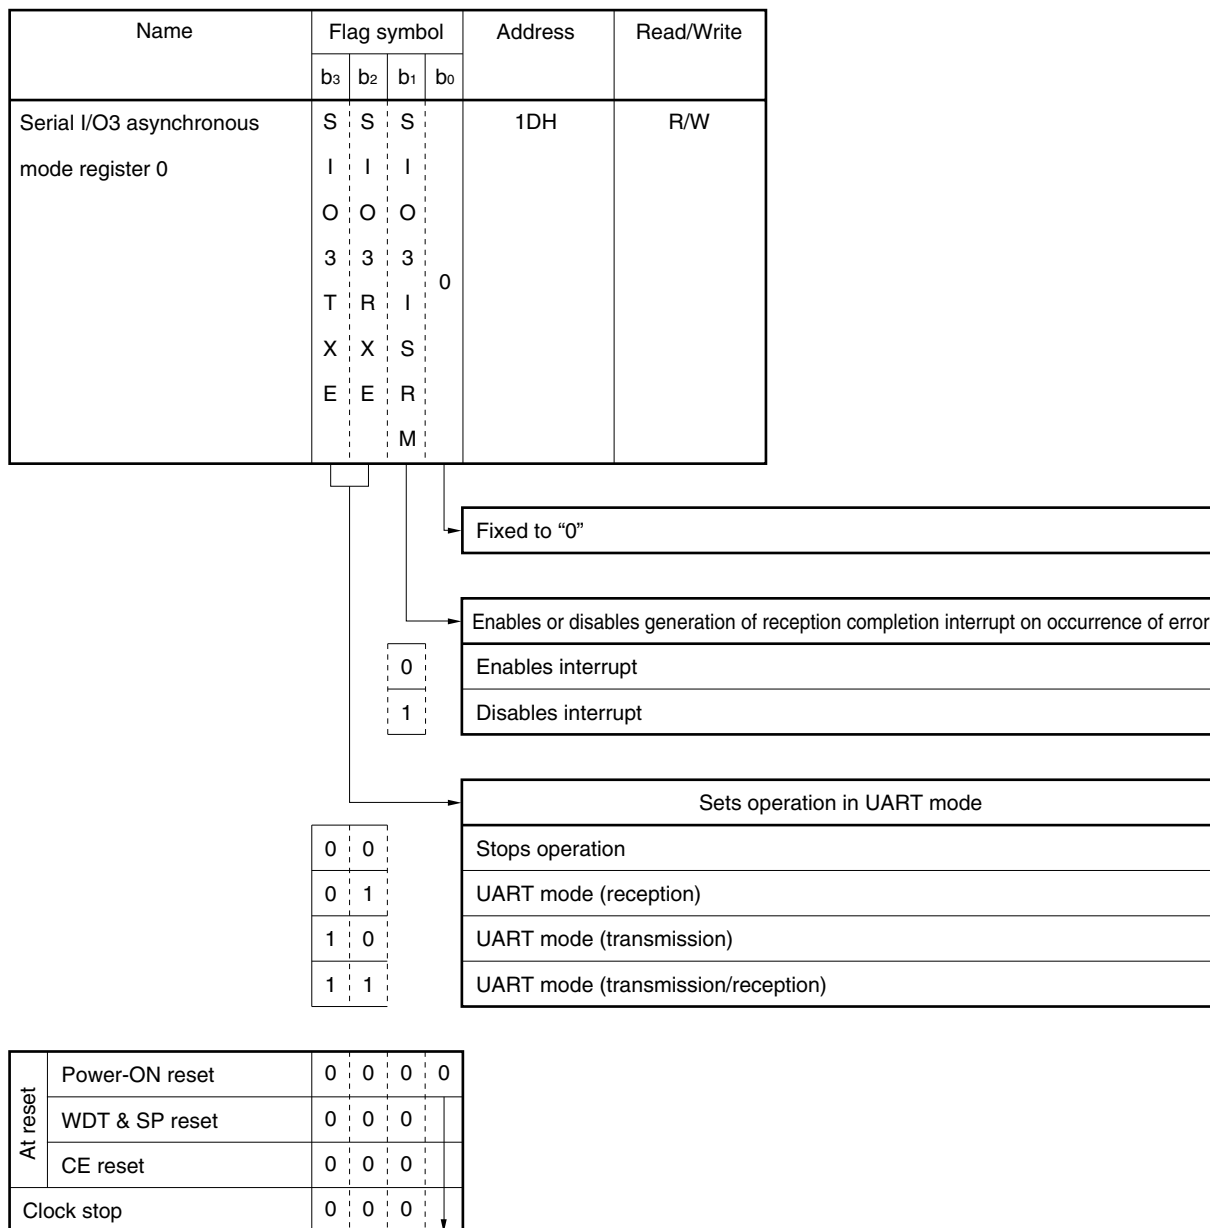 Name Flag symbol Address Read/Write
b3 b2 b1 b0
Serial I/O3 asynchronous S S S 1DH R/W
mode register 0 I I I
O O O
3 3 3
0
T R I
X X S
E E R
M
Fixed to “0”
Enables or disables generation of reception completion interrupt on occurrence of error
0 Enables interrupt
1 Disables interrupt
Sets operation in UART mode
0 0 Stops operation
0 1 UART mode (reception)
1 0 UART mode (transmission)
1 1 UART mode (transmission/reception)
At reset
Power-ON reset 0 0 0 0
WDT & SP reset 0 0 0
CE reset 0 0 0
Clock stop 0 0 0